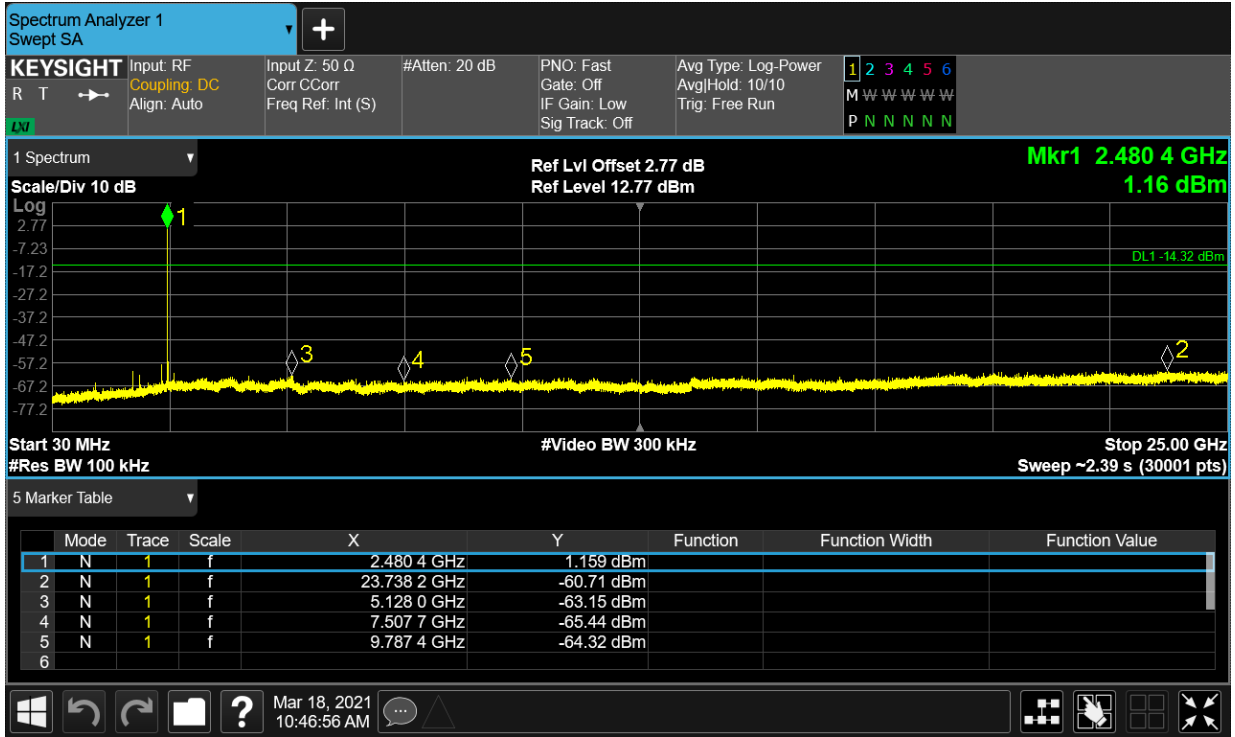 Spectrum Analyzer 1
Swept SA
+
KEYSIGHT
R T
LXI
Input: RF
Coupling: DC
Align: Auto
Input Z: 50 Ω
Corr CCorr
Freq Ref: Int (S)
#Atten: 20 dB
PNO: Fast
Gate: Off
IF Gain: Low
Sig Track: Off
Avg Type: Log-Power
Avg|Hold: 10/10
Trig: Free Run
1 2 3 4 5 6
M W W W W W
P N N N N N
1 Spectrum
Scale/Div 10 dB
Ref Lvl Offset 2.77 dB
Ref Level 12.77 dBm
Mkr1 2.480 4 GHz
1.16 dBm
Log
2.77
-7.23
-17.2
-27.2
-37.2
-47.2
-57.2
-67.2
-77.2
1
DL1 -14.32 dBm
3
4
5
2
Start 30 MHz
#Video BW 300 kHz
Stop 25.00 GHz
#Res BW 100 kHz
Sweep ~2.39 s (30001 pts)
5 Marker Table
Mode Trace Scale X Y Function Function Width Function Value
1 N 1 f 2.480 4 GHz 1.159 dBm
2 N 1 f 23.738 2 GHz -60.71 dBm
3 N 1 f 5.128 0 GHz -63.15 dBm
4 N 1 f 7.507 7 GHz -65.44 dBm
5 N 1 f 9.787 4 GHz -64.32 dBm
6
?
Mar 18, 2021
10:46:56 AM